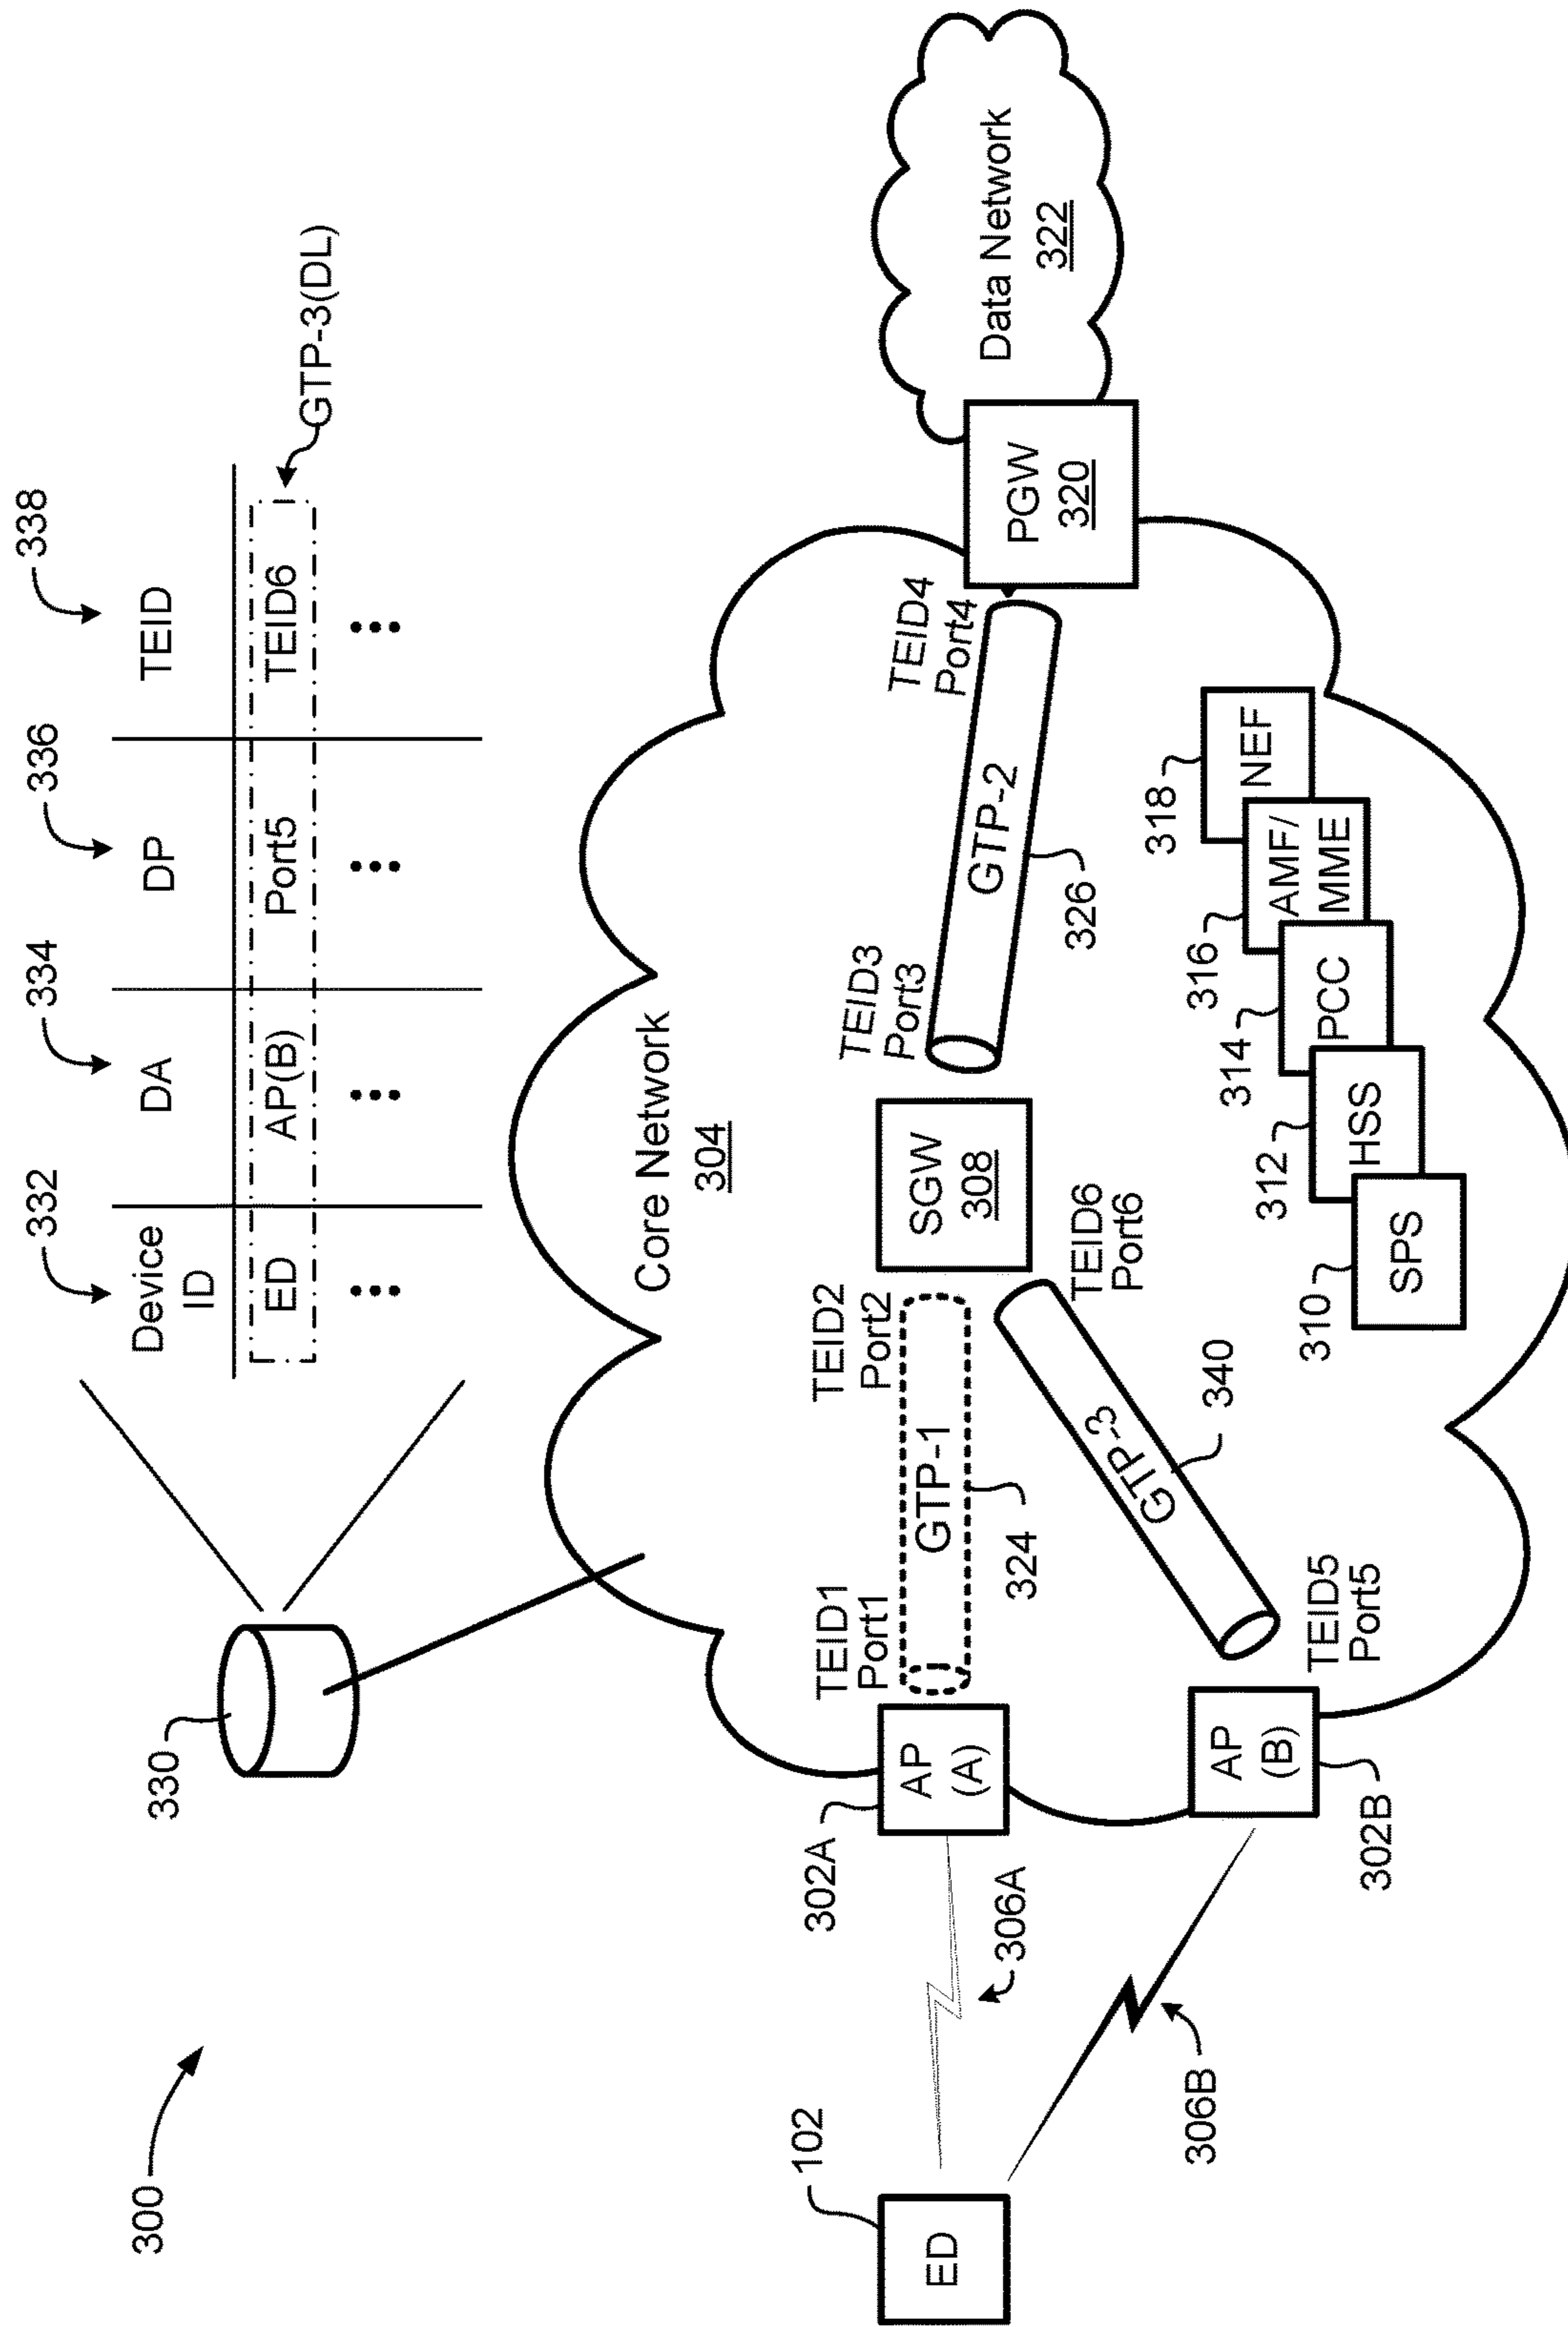 300
330
332
334
336
338
Device
ID
DA
DP
TEID
ED
AP(B)
Port5
TEID6
GTP-3(DL)
...
...
...
...
Core Network
304
ED
102
306A
306B
302A
AP
(A)
302B
AP
(B)
TEID1
Port1
GTP-1
324
TEID2
Port2
SGW
308
TEID3
Port3
GTP-2
326
TEID4
Port4
PGW
320
Data Network
322
TEID5
Port5
GTP-3
340
TEID6
Port6
310
SPS
312
HSS
314
PCC
316
AMF/
MME
318
NEF